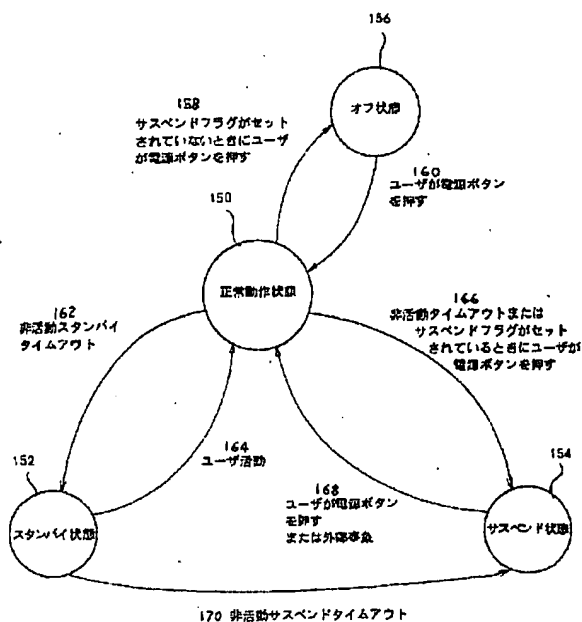 156
オフ状態
158
サスペンドフラグがセット
されていないときにユーザ
が電源ボタンを押す
160
ユーザが電源ボタン
を押す
150
正常動作状態
162
非活動スタンバイ
タイムアウト
166
非活動タイムアウトまたは
サスペンドフラグがセット
されているときにユーザが
電源ボタンを押す
164
ユーザ活動
168
ユーザが電源ボタン
を押す
または外部事象
152
スタンバイ状態
154
サスペンド状態
170 非活動サスペンドタイムアウト